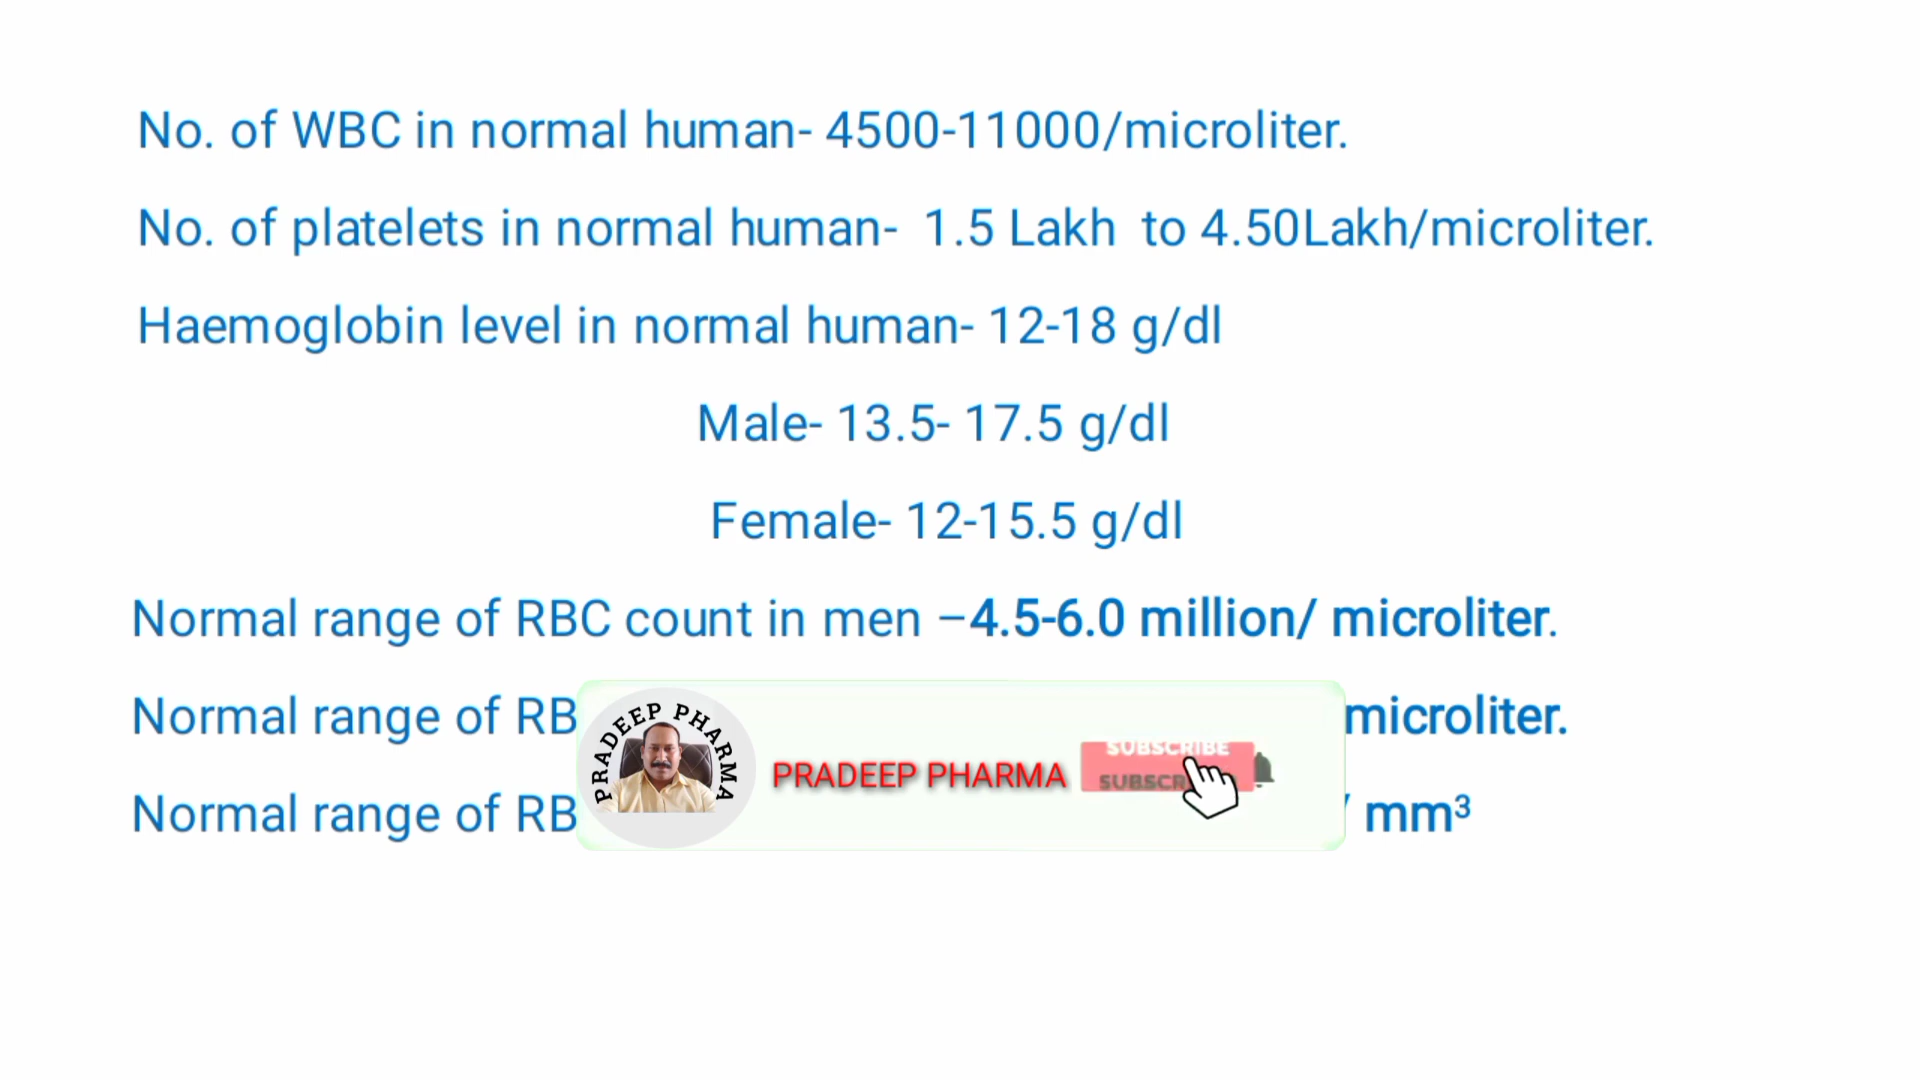 No. of WBC in normal human- 4500-11000/microliter.
No. of platelets in normal human- 1.5 Lakh to 4.50Lakh/microliter.
Haemoglobin level in normal human- 12-18 g/dl
Male- 13.5- 17.5 g/dl
Female- 12-15.5 g/dl
Normal range of RBC count in men –4.5-6.0 million/ microliter.
Normal range of microliter.
Normal range of mm³
PRADEEP PHARMA
PRADEEP PHARMA
SUBSCRIBE